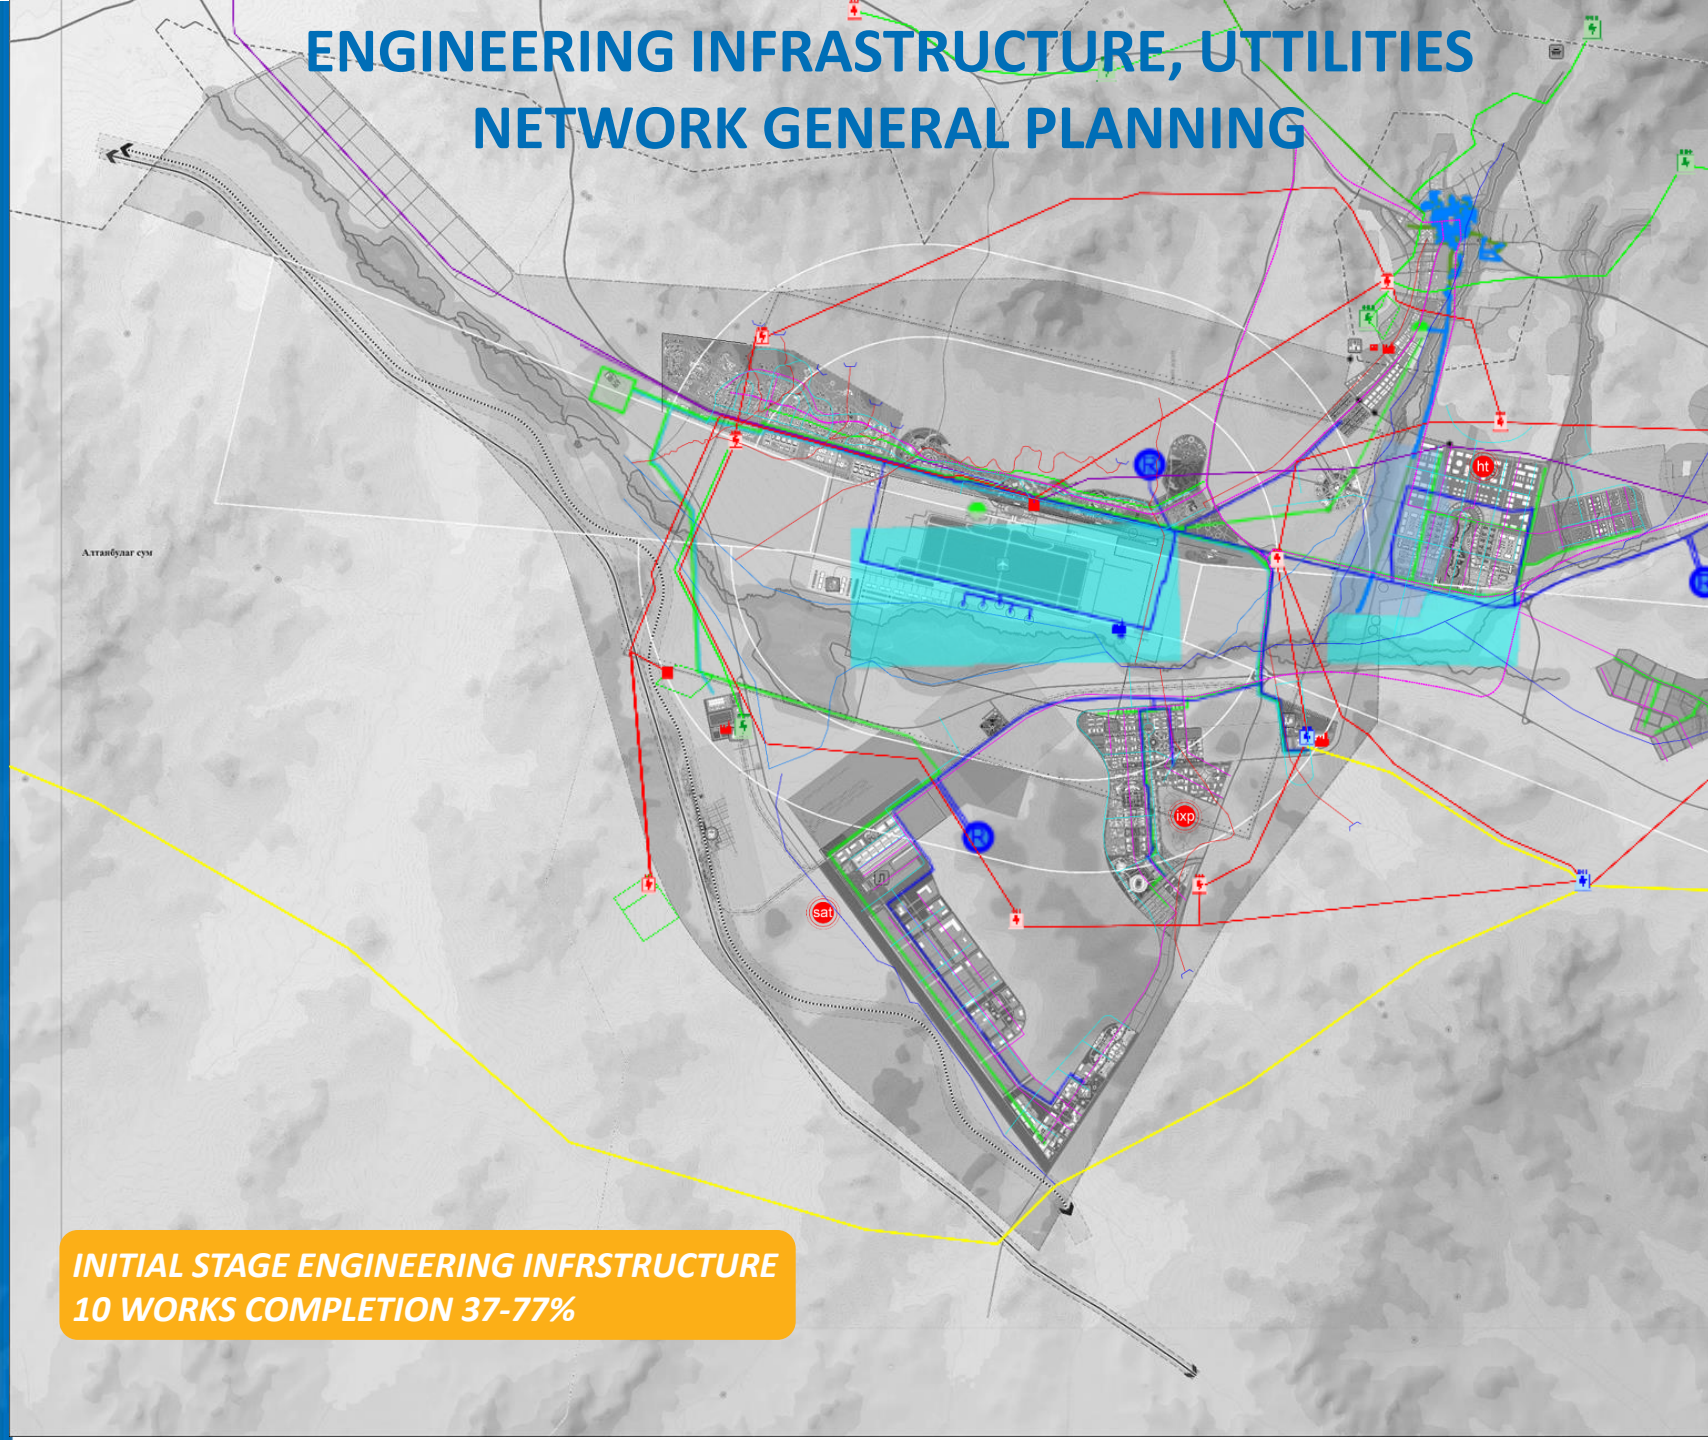 ENGINEERING INFRASTRUCTURE, UTTILITIES
NETWORK GENERAL PLANNING
R
ht
Алтанбулаг сум
R
ixp
R
sat
INITIAL STAGE ENGINEERING INFRSTRUCTURE
10 WORKS COMPLETION 37-77%